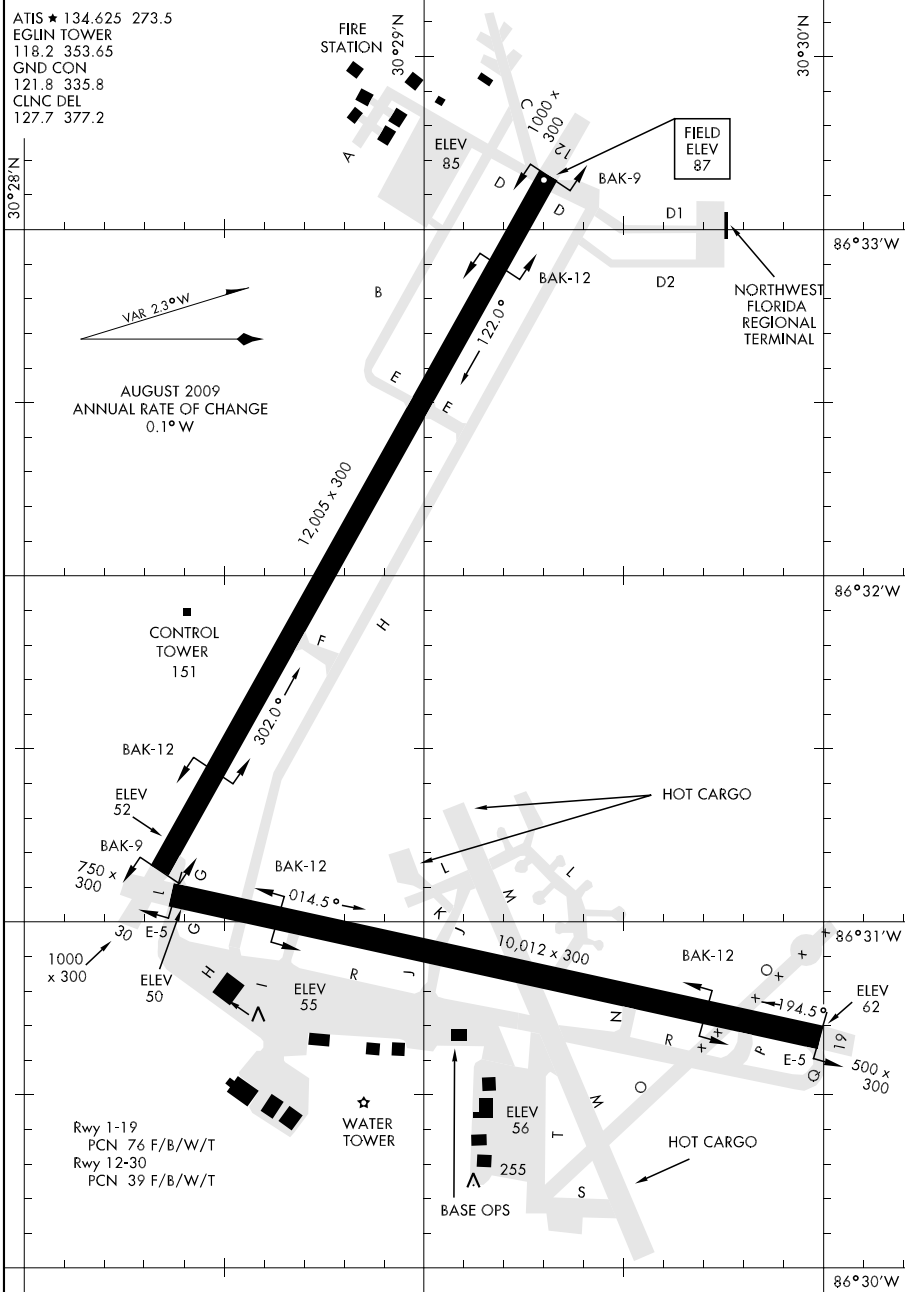 ATIS ★ 134.625 273.5
EGLIN TOWER
118.2 353.65
GND CON
121.8 335.8
CLNC DEL
127.7 377.2
FIRE
STATION
30°29'N
30°30'N
30°28'N
C
1000 x
300
12
A
ELEV
85
FIELD
ELEV
87
D
BAK-9
D
D1
86°33'W
BAK-12
D2
B
NORTHWEST
FLORIDA
REGIONAL
TERMINAL
VAR 2.3°W
122.0°
E
E
AUGUST 2009
ANNUAL RATE OF CHANGE
0.1°W
12,005 x 300
86°32'W
CONTROL
TOWER
151
F
H
302.0°
BAK-12
HOT CARGO
ELEV
52
BAK-9
750 x
300
G
BAK-12
014.5°
L
L
M
K
J
I
G
E-5
30
1000
x 300
ELEV
50
H
I
ELEV
55
R
J
10,012 x 300
BAK-12
86°31'W
O
194.5°
ELEV
62
N
R
P
E-5
19
Q
500 x
300
O
WATER
TOWER
ELEV
56
M
T
Rwy 1-19
PCN 76 F/B/W/T
Rwy 12-30
PCN 39 F/B/W/T
255
HOT CARGO
S
BASE OPS
86°30'W